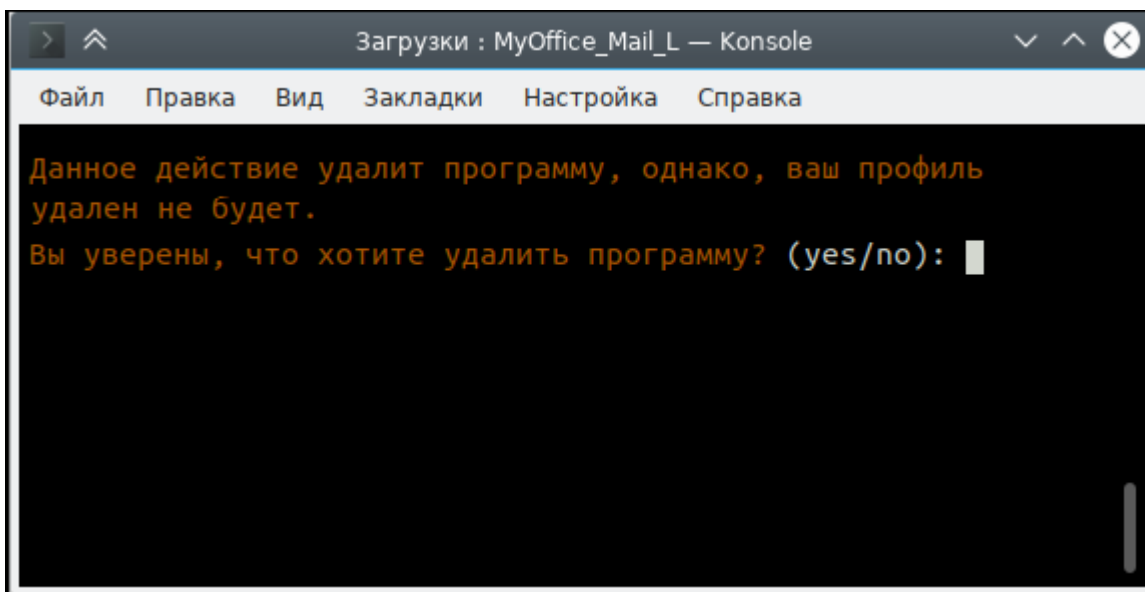 Загрузки : MyOffice_Mail_L — Konsole
Файл Правка Вид Закладки Настройка Справка
Данное действие удалит программу, однако, ваш профиль
удален не будет.
Вы уверены, что хотите удалить программу? (yes/no):